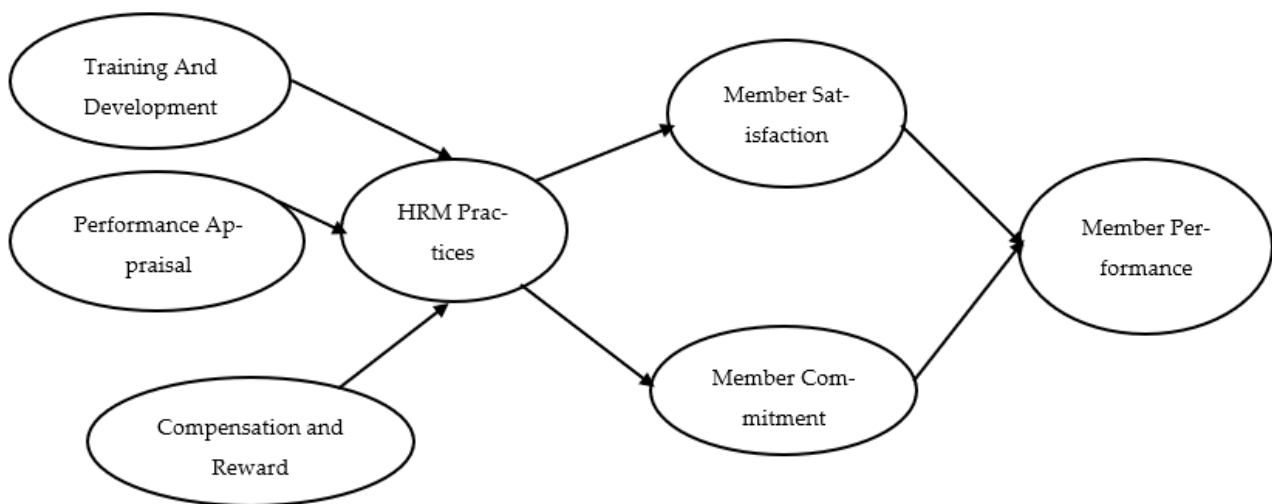 Training And
Development
Performance Ap-
praisal
Compensation and
Reward
HRM Prac-
tices
Member Sat-
isfaction
Member Com-
mitment
Member Per-
formance